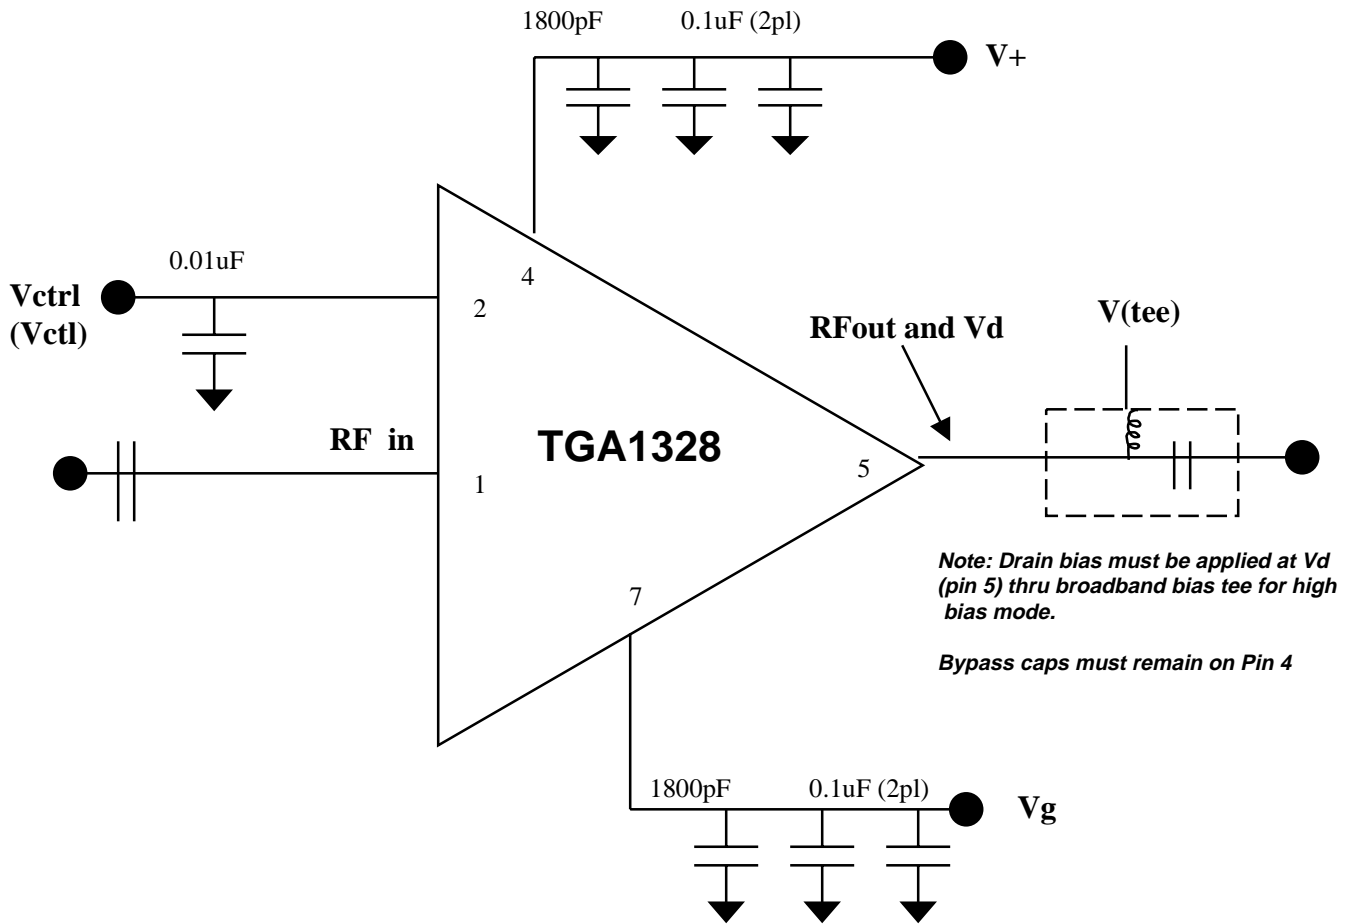 1800pF
0.1uF (2pl)
V+
0.01uF
4
Vctrl
(Vctl)
2
V(tee)
RFout and Vd
RF in
TGA1328
5
1
Note: Drain bias must be applied at Vd
(pin 5) thru broadband bias tee for high
bias mode.
7
Bypass caps must remain on Pin 4
1800pF
0.1uF (2pl)
Vg